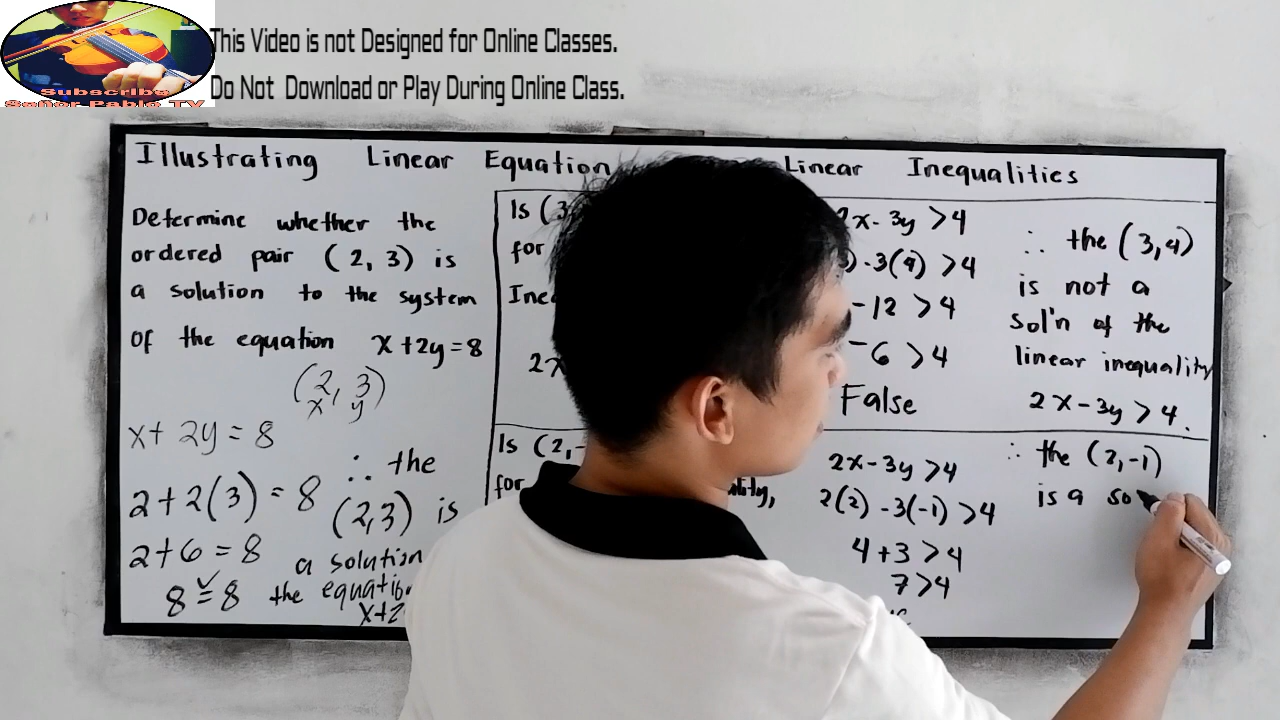 This Video is not Designed for Online Classes.
Do Not Download or Play During Online Class.
Subscribe
Señor Pablo TV
Illustrating Linear Equation Linear Inequalities
Determine whether the
ordered pair (2, 3) is
a solution to the system
of the equation x+2y=8
(2, 3)
x y
x+2y=8
2+2(3)=8
2+6=8
8=8
∴ the
(2,3) is
a solution
the equation
Is (3,
for
2x-3y>4
-3(4)>4
-12>4
-6>4
False
∴ the (3,4)
is not a
sol'n of the
linear inequality
2x-3y>4.
Is (2,-
for
2x-3y>4
2(2)-3(-1)>4
4+3>4
7>4
∴ the (2,-1)
is a so